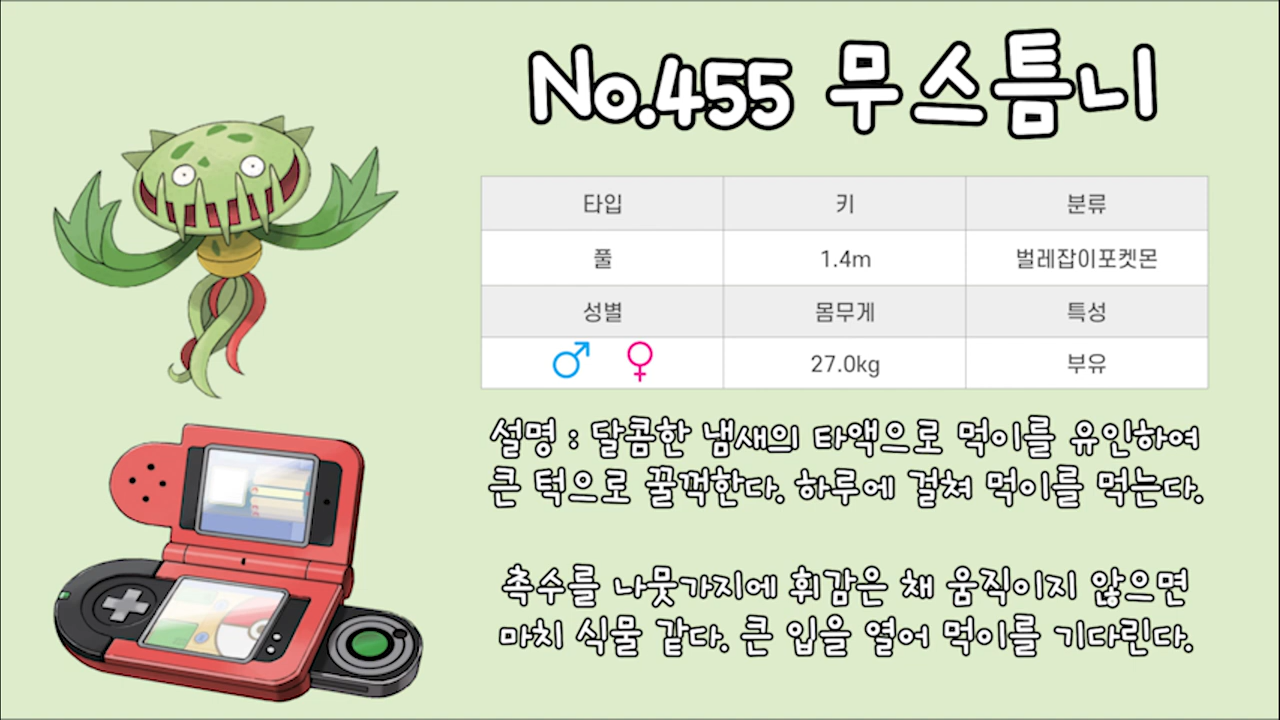 No.455 무스틈니
타입 키 분류
풀 1.4m 벌레잡이포켓몬
성별 몸무게 특성
♂ ♀ 27.0kg 부유
설명 : 달콤한 냄새의 타액으로 먹이를 유인하여
큰 턱으로 꿀꺽한다. 하루에 걸쳐 먹이를 먹는다.
촉수를 나뭇가지에 휘감은 채 움직이지 않으면
마치 식물 같다. 큰 입을 열어 먹이를 기다린다.